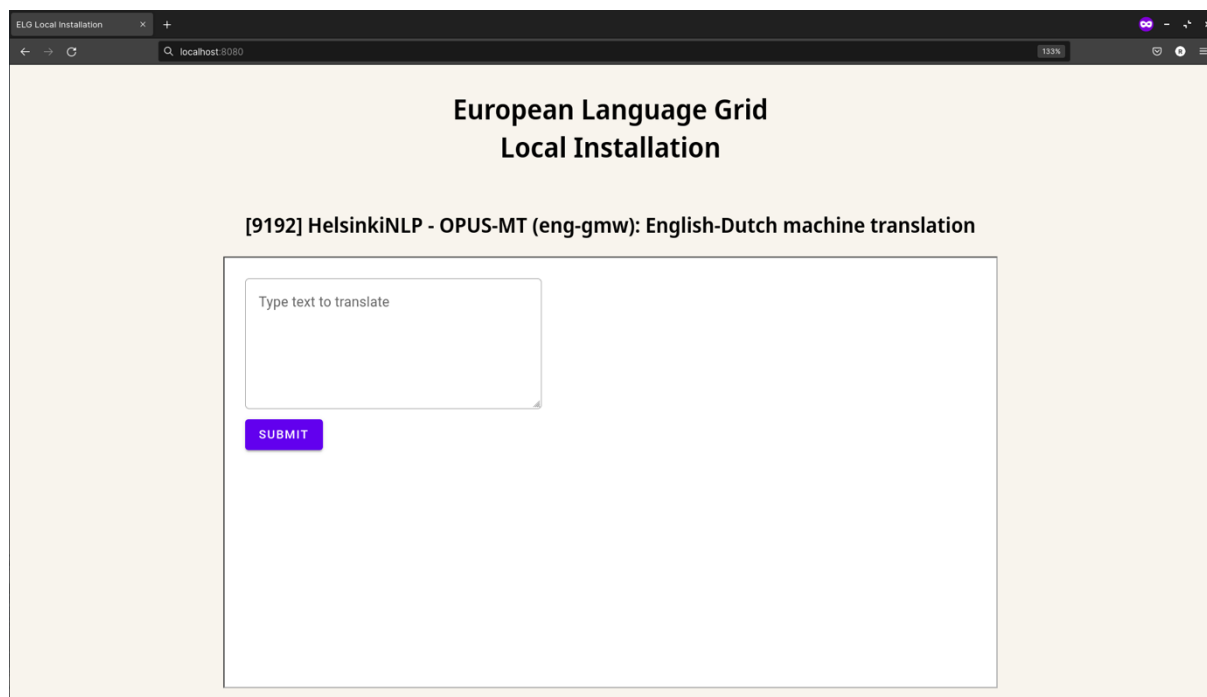 ELG Local Installation
localhost:8080
133%
European Language Grid
Local Installation
[9192] HelsinkiNLP - OPUS-MT (eng-gmw): English-Dutch machine translation
Type text to translate
SUBMIT